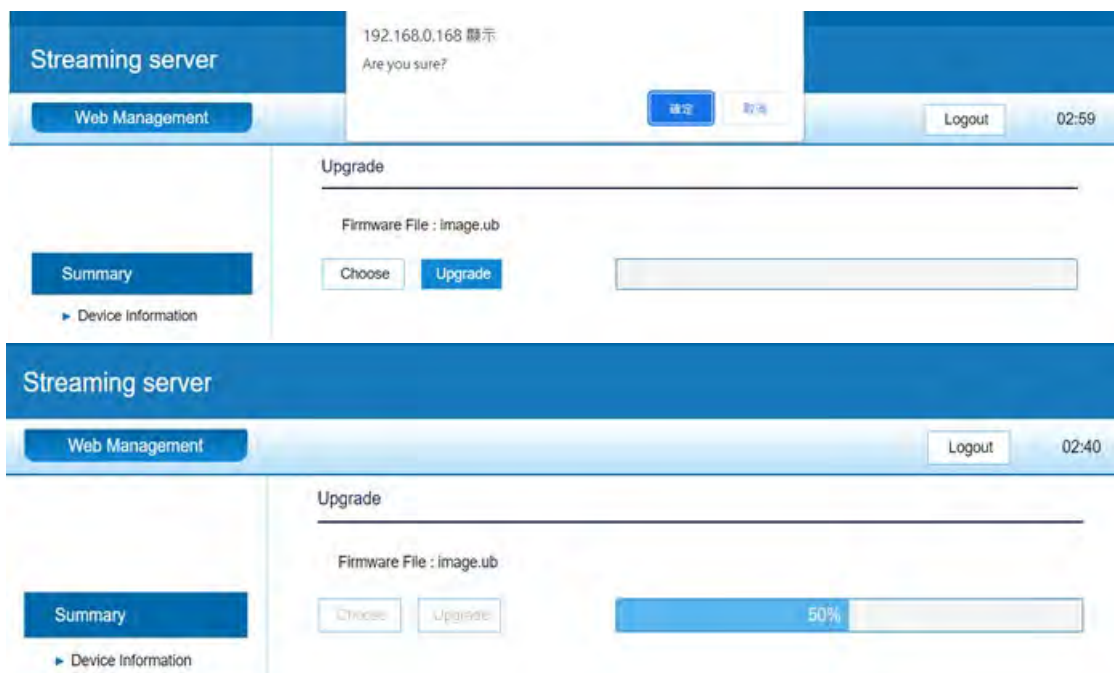 192.168.0.168 顯示
Are you sure?
確定 取消
Streaming server
Web Management
Logout 02:59
Upgrade
Firmware File : image.ub
Choose Upgrade
Summary
► Device Information
Streaming server
Web Management
Logout 02:40
Upgrade
Firmware File : image.ub
Choose Upgrade
50%
Summary
► Device Information